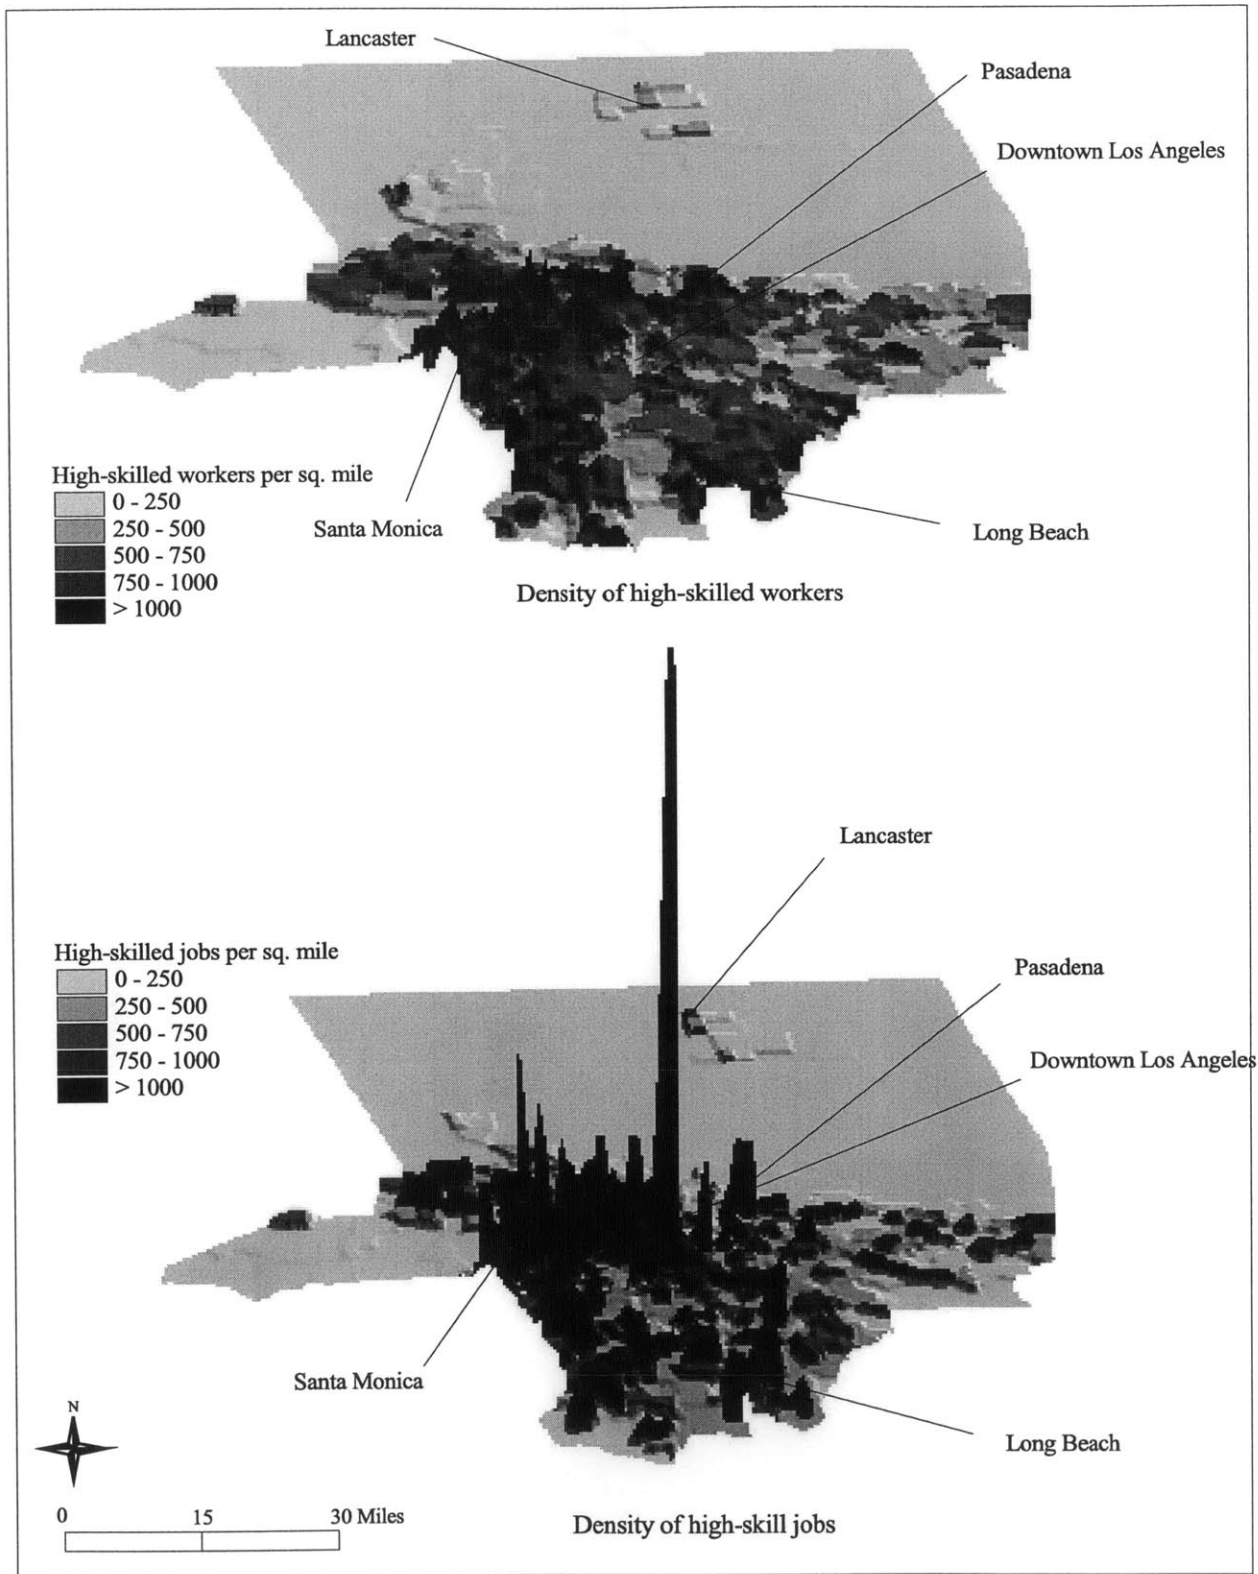 Lancaster
Pasadena
Downtown Los Angeles
High-skilled workers per sq. mile
0 - 250
250 - 500
500 - 750
750 - 1000
> 1000
Santa Monica
Long Beach
Density of high-skilled workers
Lancaster
High-skilled jobs per sq. mile
0 - 250
250 - 500
500 - 750
750 - 1000
> 1000
Pasadena
Downtown Los Angeles
Santa Monica
Long Beach
N
0 15 30 Miles
Density of high-skill jobs